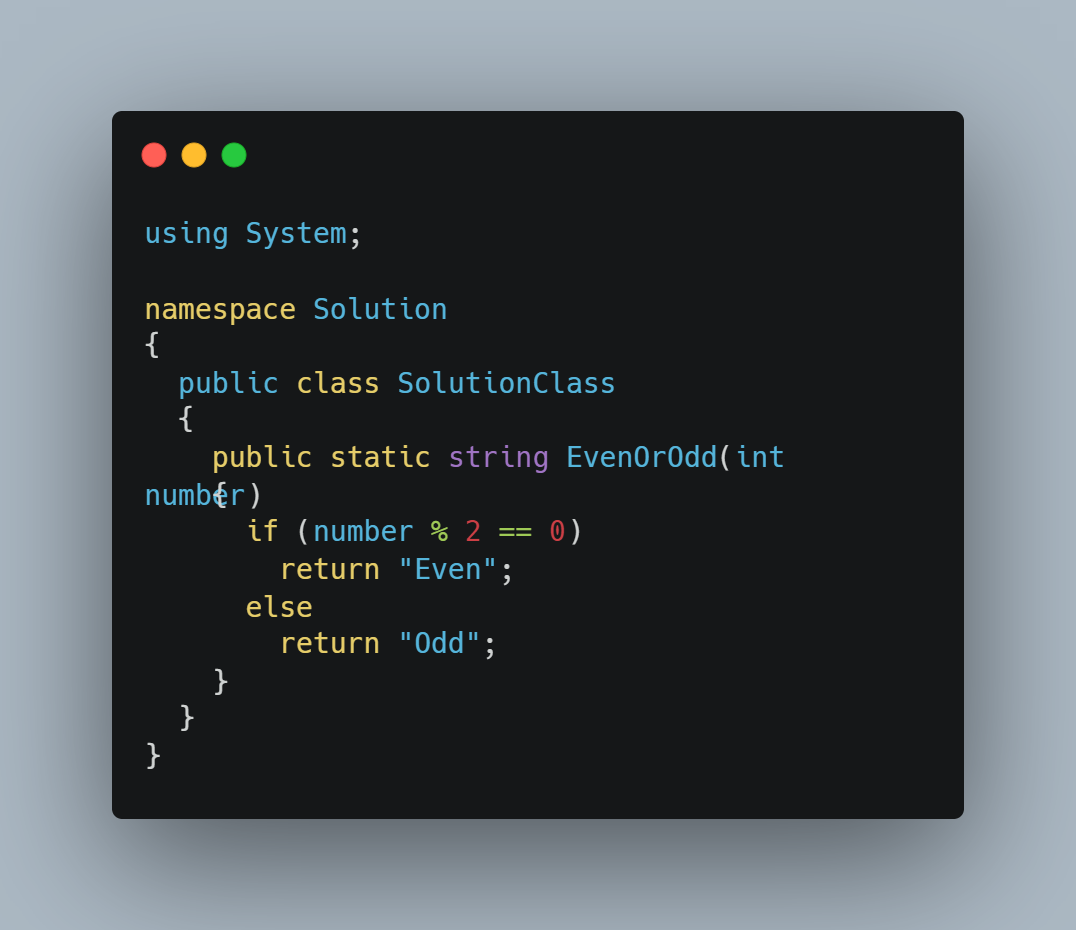 using System;
namespace Solution
{
public class SolutionClass
{
public static string EvenOrOdd(int
number)
{
if (number % 2 == 0)
return "Even";
else
return "Odd";
}
}
}